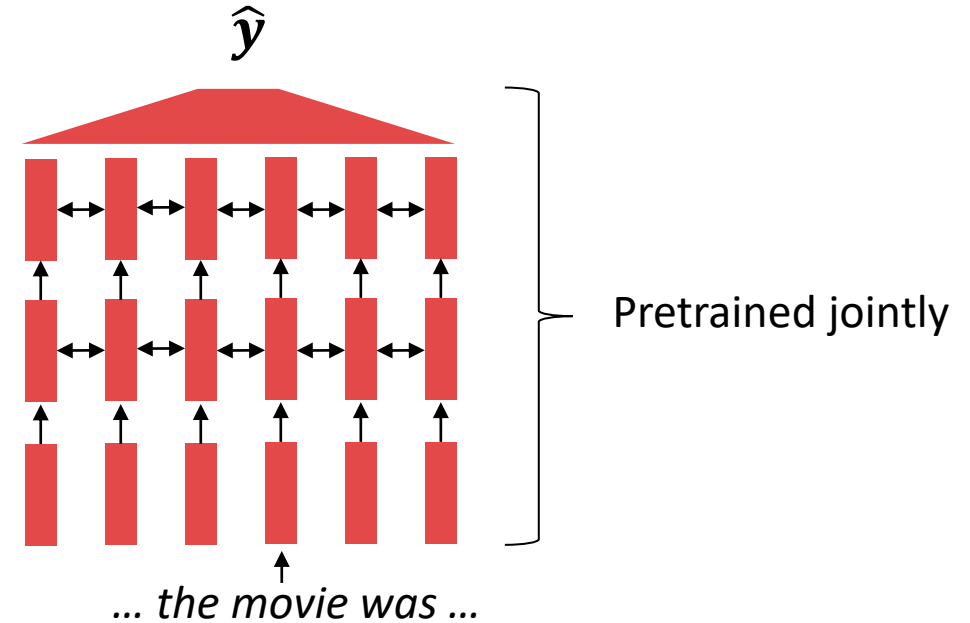 ŷ
Pretrained jointly
… the movie was …